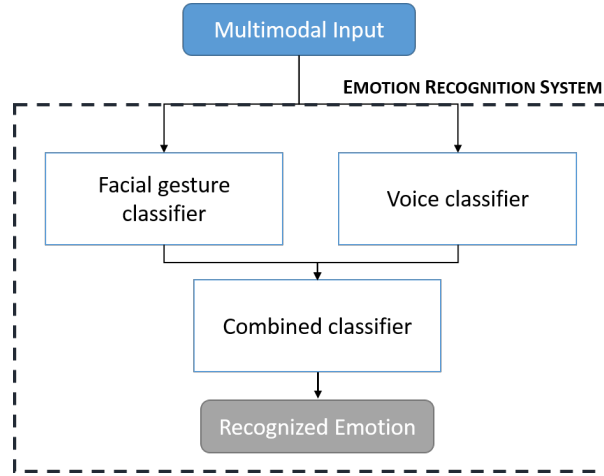 Multimodal Input
EMOTION RECOGNITION SYSTEM
Facial gesture
classifier
Voice classifier
Combined classifier
Recognized Emotion